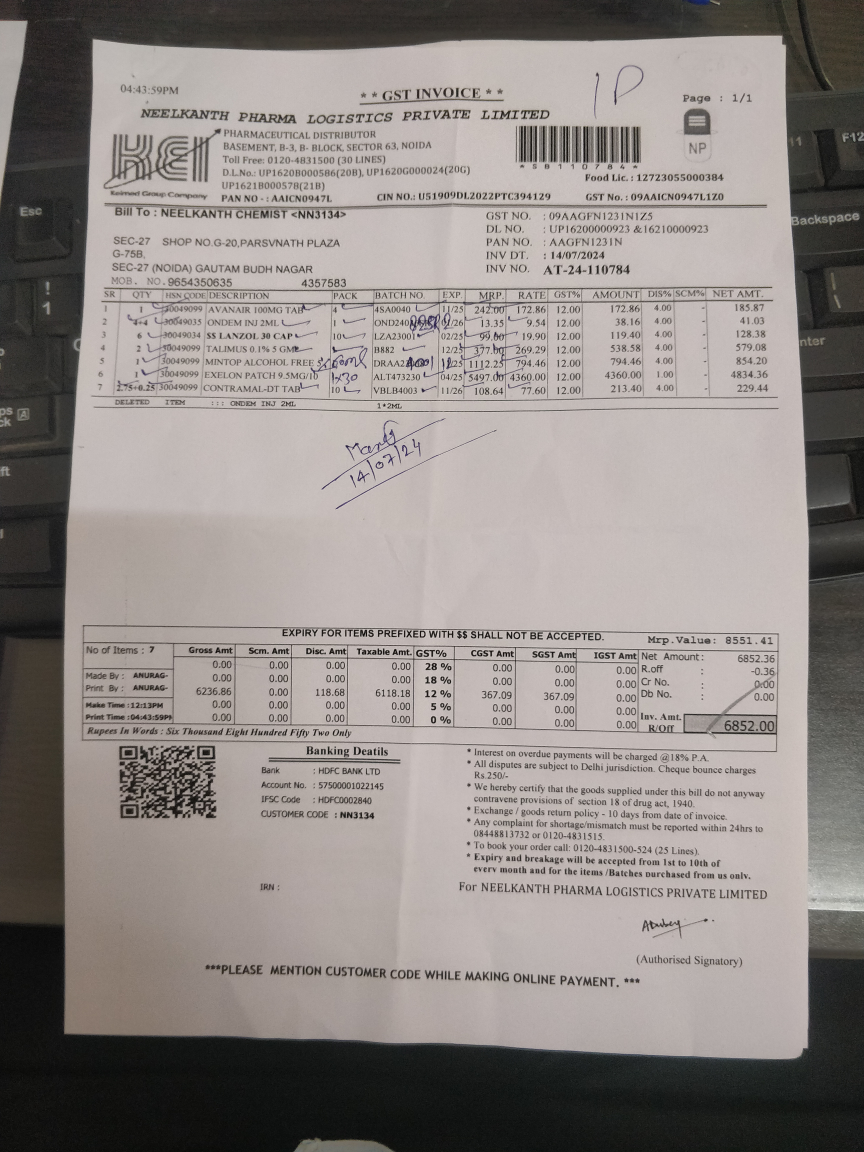 04:43:59PM
* * GST INVOICE * *
1P
Page : 1/1
NEELKANTH PHARMA LOGISTICS PRIVATE LIMITED
KEI
Keimed Group Company
PHARMACEUTICAL DISTRIBUTOR
BASEMENT, B-3, B- BLOCK, SECTOR 63, NOIDA
Toll Free: 0120-4831500 (30 LINES)
D.L.No.: UP1620B000586(20B), UP1620G000024(20G)
UP1621B000578(21B)
PAN NO - : AAICN0947L
CIN NO.: U51909DL2022PTC394129
*58110784*
NP
Food Lic. : 12723055000384
GST No. : 09AAICN0947L1Z0
Bill To : NEELKANTH CHEMIST <NN3134>
SEC-27 SHOP NO.G-20,PARSVNATH PLAZA
G-75B,
SEC-27 (NOIDA) GAUTAM BUDH NAGAR
MOB. NO.9654350635 4357583
GST NO. : 09AAGFN1231N1Z5
DL NO. : UP16200000923 &16210000923
PAN NO. : AAGFN1231N
INV DT. : 14/07/2024
INV NO. AT-24-110784
SR QTY HSN CODE DESCRIPTION PACK BATCH NO. EXP. MRP. RATE GST% AMOUNT DIS% SCM% NET AMT.
1 1 30049099 AVANAIR 100MG TAB 4 4SA0040 11/25 242.00 172.86 12.00 172.86 4.00 - 185.87
2 4+4 30049035 ONDEM INJ 2ML 1 OND240 02/26 13.35 9.54 12.00 38.16 4.00 - 41.03
3 6 30049034 $$ LANZOL 30 CAP 10 LZA23001 02/25 99.60 19.90 12.00 119.40 4.00 - 128.38
4 2 30049099 TALIMUS 0.1% 5 GM B882 12/25 377.00 269.29 12.00 538.58 4.00 - 579.08
5 1 30049099 MINTOP ALCOHOL FREE 5 60ml DRAA2 12/25 1112.25 794.46 12.00 794.46 4.00 - 854.20
6 1 30049099 EXELON PATCH 9.5MG/10 1x30 ALT473230 04/25 5497.00 4360.00 12.00 4360.00 1.00 - 4834.36
7 2.75+0.25 30049099 CONTRAMAL-DT TAB 10 VBLB4003 11/26 108.64 77.60 12.00 213.40 4.00 - 229.44
DELETED ITEM ::: ONDEM INJ 2ML 1*2ML
14/07/24
EXPIRY FOR ITEMS PREFIXED WITH $$ SHALL NOT BE ACCEPTED.
Mrp.Value: 8551.41
No of Items : 7
Made By : ANURAG-
Print By : ANURAG-
Make Time :12:13PM
Print Time :04:43:59PM
Gross Amt Scm. Amt Disc. Amt Taxable Amt. GST% CGST Amt SGST Amt IGST Amt
0.00 0.00 0.00 0.00 28 % 0.00 0.00 0.00
0.00 0.00 0.00 0.00 18 % 0.00 0.00 0.00
6236.86 0.00 118.68 6118.18 12 % 367.09 367.09 0.00
0.00 0.00 0.00 0.00 5 % 0.00 0.00 0.00
0.00 0.00 0.00 0.00 0 % 0.00 0.00 0.00
Net Amount : 6852.36
R.off -0.36
Cr No. : 0.00
Db No. : 0.00
Inv. Amt. R/Off 6852.00
Rupees In Words : Six Thousand Eight Hundred Fifty Two Only
Banking Deatils
Bank : HDFC BANK LTD
Account No. : 57500001022145
IFSC Code : HDFC0002840
CUSTOMER CODE : NN3134
IRN :
* Interest on overdue payments will be charged @18% P.A.
* All disputes are subject to Delhi jurisdiction. Cheque bounce charges
Rs.250/-
* We hereby certify that the goods supplied under this bill do not anyway
contravene provisions of section 18 of drug act, 1940.
* Exchange / goods return policy - 10 days from date of invoice.
* Any complaint for shortage/mismatch must be reported within 24hrs to
08448813732 or 0120-4831515.
* To book your order call: 0120-4831500-524 (25 Lines).
* Expiry and breakage will be accepted from 1st to 10th of
every month and for the items /Batches purchased from us only.
For NEELKANTH PHARMA LOGISTICS PRIVATE LIMITED
(Authorised Signatory)
***PLEASE MENTION CUSTOMER CODE WHILE MAKING ONLINE PAYMENT. ***
Esc
! 1
F12
Backspace